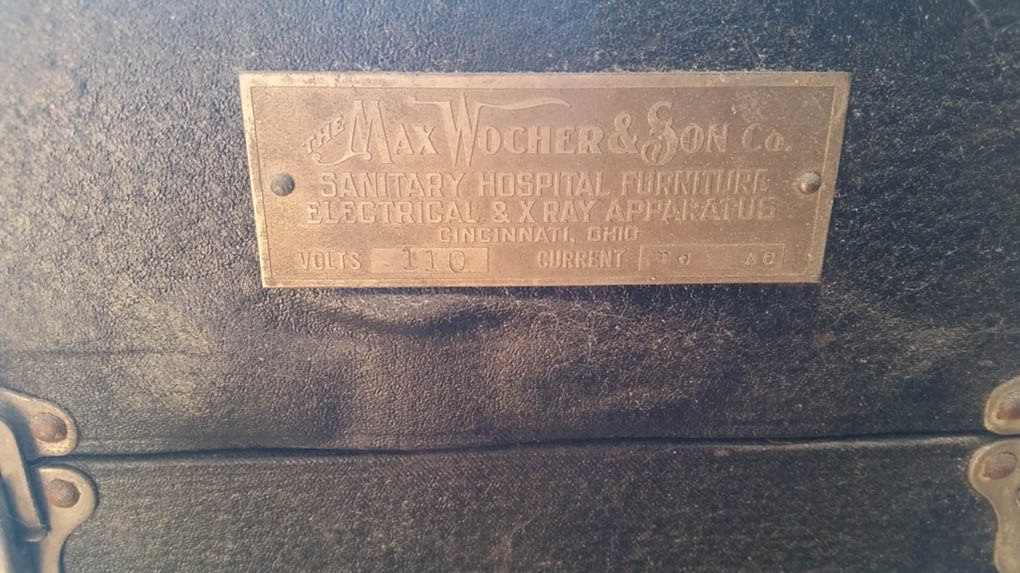 THE MAX WOCHER & SON CO.
SANITARY HOSPITAL FURNITURE
ELECTRICAL & X RAY APPARATUS
CINCINNATI, OHIO
VOLTS 110 CURRENT